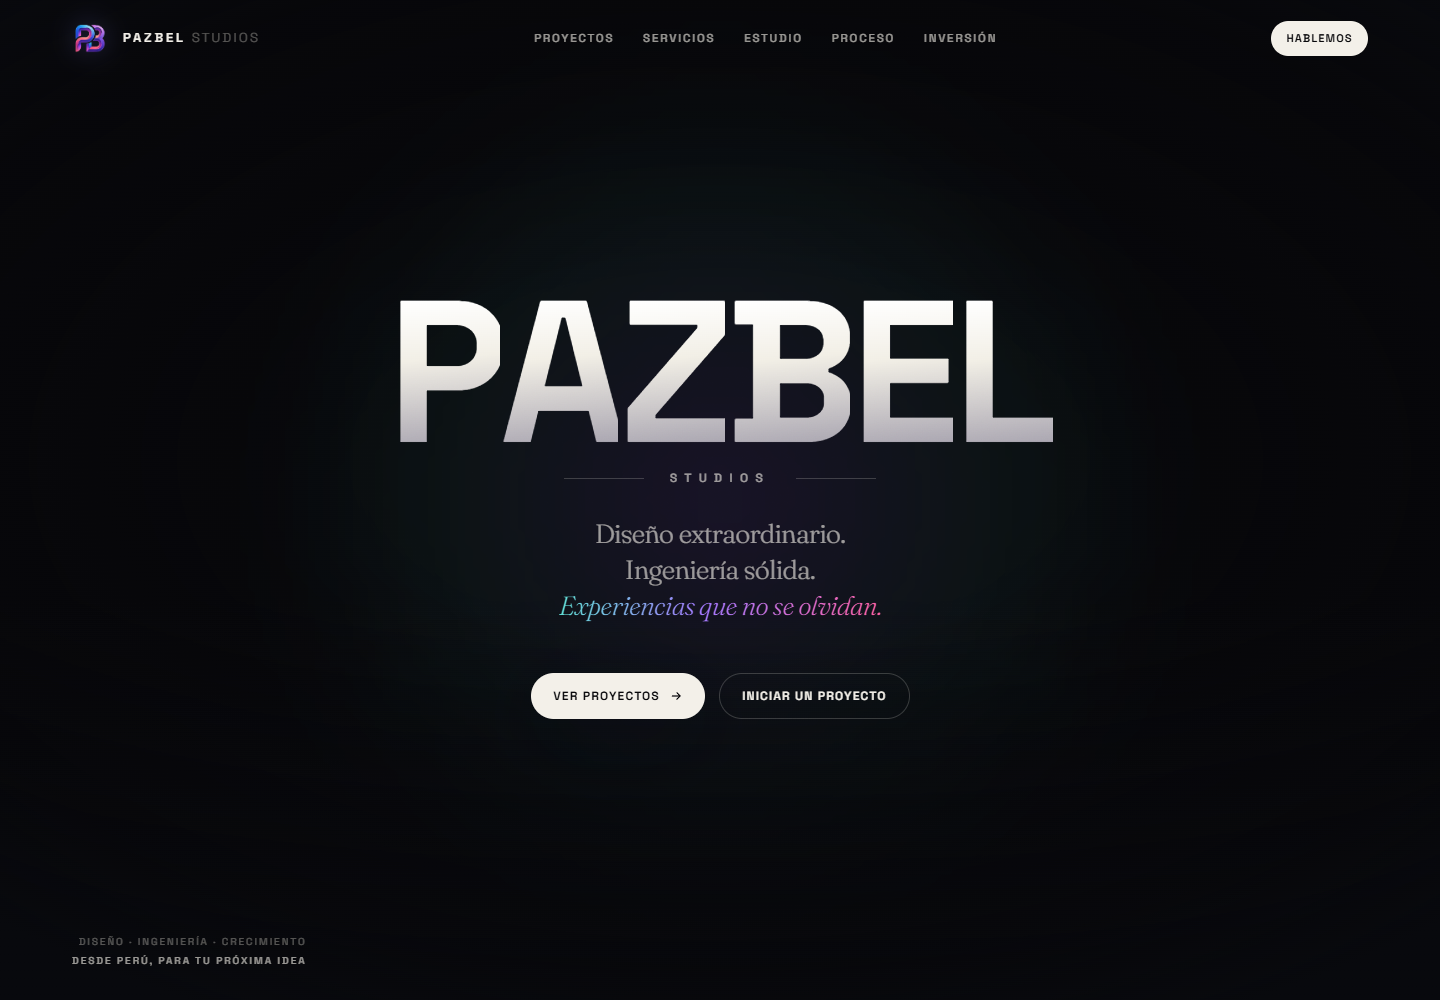 PB
PAZBEL STUDIOS
PROYECTOS SERVICIOS ESTUDIO PROCESO INVERSIÓN
HABLEMOS
PAZBEL
STUDIOS
Diseño extraordinario.
Ingeniería sólida.
Experiencias que no se olvidan.
VER PROYECTOS →
INICIAR UN PROYECTO
DISEÑO · INGENIERÍA · CRECIMIENTO
DESDE PERÚ, PARA TU PRÓXIMA IDEA